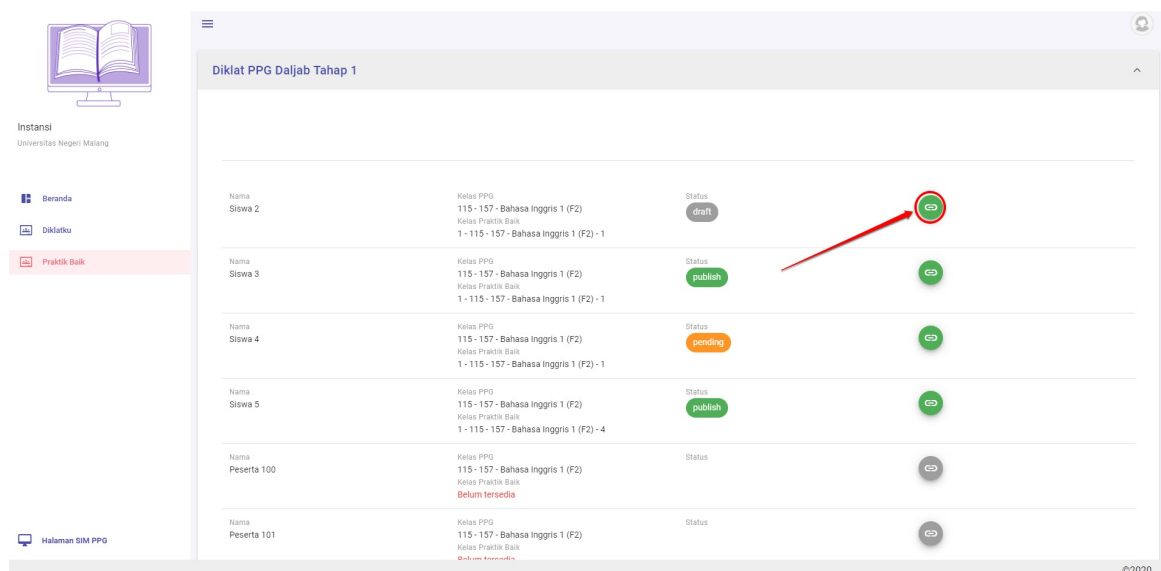 Diklat PPG Daljab Tahap 1
Instansi
Universitas Negeri Malang
Beranda
Diklatku
Praktik Baik
Halaman SIM PPG
Nama
Siswa 2
Kelas PPG
115 - 157 - Bahasa Inggris 1 (F2)
Kelas Praktik Baik
1 - 115 - 157 - Bahasa Inggris 1 (F2) - 1
Status
draft
Nama
Siswa 3
Kelas PPG
115 - 157 - Bahasa Inggris 1 (F2)
Kelas Praktik Baik
1 - 115 - 157 - Bahasa Inggris 1 (F2) - 1
Status
publish
Nama
Siswa 4
Kelas PPG
115 - 157 - Bahasa Inggris 1 (F2)
Kelas Praktik Baik
1 - 115 - 157 - Bahasa Inggris 1 (F2) - 1
Status
pending
Nama
Siswa 5
Kelas PPG
115 - 157 - Bahasa Inggris 1 (F2)
Kelas Praktik Baik
1 - 115 - 157 - Bahasa Inggris 1 (F2) - 4
Status
publish
Nama
Peserta 100
Kelas PPG
115 - 157 - Bahasa Inggris 1 (F2)
Kelas Praktik Baik
Belum tersedia
Status
Nama
Peserta 101
Kelas PPG
115 - 157 - Bahasa Inggris 1 (F2)
Kelas Praktik Baik
Belum tersedia
Status
©2020